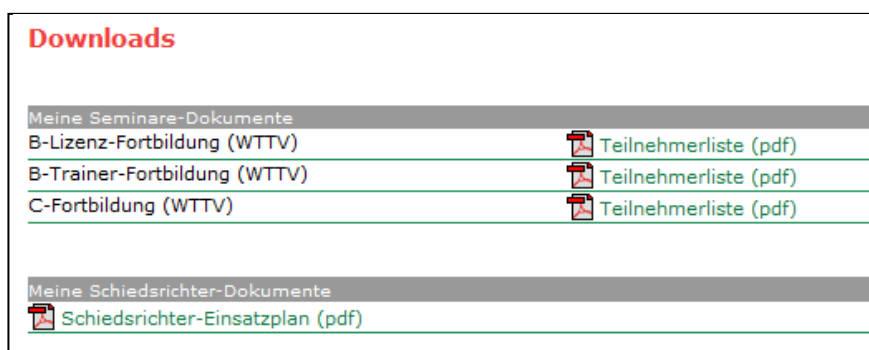 Downloads
Meine Seminare-Dokumente
B-Lizenz-Fortbildung (WTTV) Teilnehmerliste (pdf)
B-Trainer-Fortbildung (WTTV) Teilnehmerliste (pdf)
C-Fortbildung (WTTV) Teilnehmerliste (pdf)
Meine Schiedsrichter-Dokumente
Schiedsrichter-Einsatzplan (pdf)